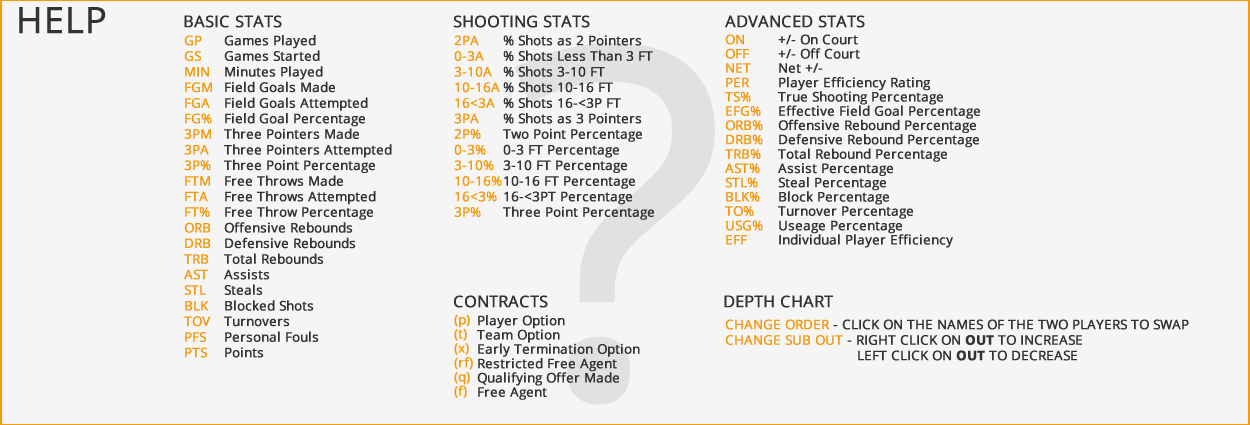 HELP
BASIC STATS
GP Games Played
GS Games Started
MIN Minutes Played
FGM Field Goals Made
FGA Field Goals Attempted
FG% Field Goal Percentage
3PM Three Pointers Made
3PA Three Pointers Attempted
3P% Three Point Percentage
FTM Free Throws Made
FTA Free Throws Attempted
FT% Free Throw Percentage
ORB Offensive Rebounds
DRB Defensive Rebounds
TRB Total Rebounds
AST Assists
STL Steals
BLK Blocked Shots
TOV Turnovers
PFS Personal Fouls
PTS Points
SHOOTING STATS
2PA % Shots as 2 Pointers
0-3A % Shots Less Than 3 FT
3-10A % Shots 3-10 FT
10-16A % Shots 10-16 FT
16<3A % Shots 16-<3P FT
3PA % Shots as 3 Pointers
2P% Two Point Percentage
0-3% 0-3 FT Percentage
3-10% 3-10 FT Percentage
10-16% 10-16 FT Percentage
16<3% 16-<3PT Percentage
3P% Three Point Percentage
CONTRACTS
(p) Player Option
(t) Team Option
(x) Early Termination Option
(rf) Restricted Free Agent
(q) Qualifying Offer Made
(f) Free Agent
ADVANCED STATS
ON +/- On Court
OFF +/- Off Court
NET Net +/-
PER Player Efficiency Rating
TS% True Shooting Percentage
EFG% Effective Field Goal Percentage
ORB% Offensive Rebound Percentage
DRB% Defensive Rebound Percentage
TRB% Total Rebound Percentage
AST% Assist Percentage
STL% Steal Percentage
BLK% Block Percentage
TO% Turnover Percentage
USG% Useage Percentage
EFF Individual Player Efficiency
DEPTH CHART
CHANGE ORDER - CLICK ON THE NAMES OF THE TWO PLAYERS TO SWAP
CHANGE SUB OUT - RIGHT CLICK ON OUT TO INCREASE
LEFT CLICK ON OUT TO DECREASE
?